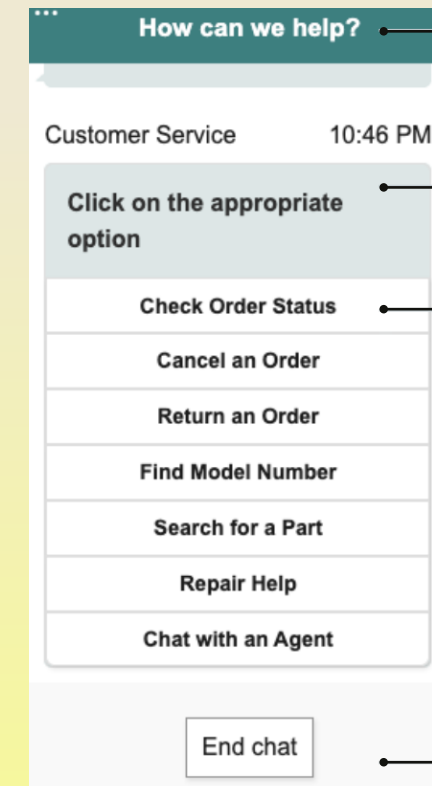 How can we help?
Customer Service 10:46 PM
Click on the appropriate
option
Check Order Status
Cancel an Order
Return an Order
Find Model Number
Search for a Part
Repair Help
Chat with an Agent
End chat